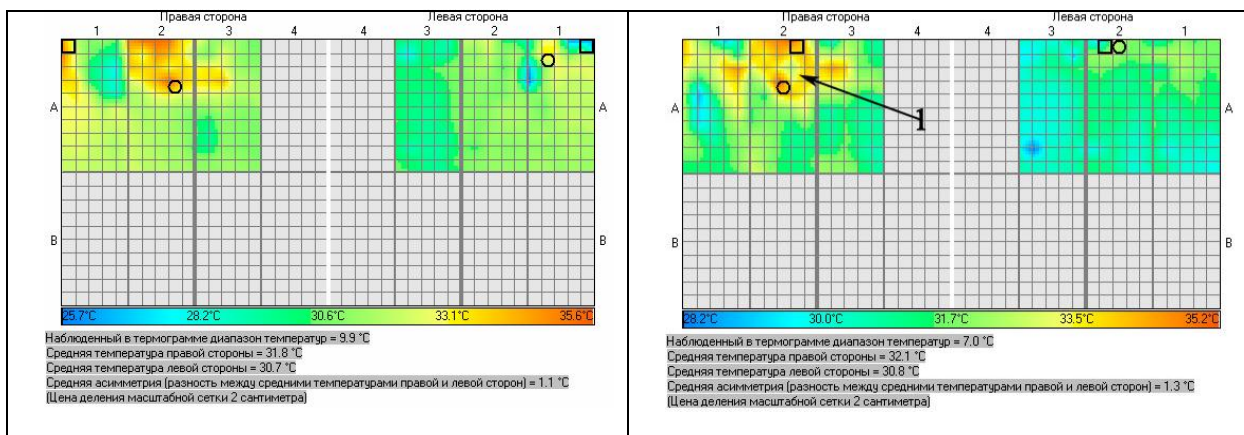 Правая сторона Левая сторона
1 2 3 4 4 3 2 1
A A
B B
25.7°C 28.2°C 30.6°C 33.1°C 35.6°C
Наблюденный в термограмме диапазон температур = 9.9 °C
Средняя температура правой стороны = 31.8 °C
Средняя температура левой стороны = 30.7 °C
Средняя асимметрия (разность между средними температурами правой и левой сторон) = 1.1 °C
(Цена деления масштабной сетки 2 сантиметра)
Правая сторона Левая сторона
1 2 3 4 4 3 2 1
A A
1
B B
28.2°C 30.0°C 31.7°C 33.5°C 35.2°C
Наблюденный в термограмме диапазон температур = 7.0 °C
Средняя температура правой стороны = 32.1 °C
Средняя температура левой стороны = 30.8 °C
Средняя асимметрия (разность между средними температурами правой и левой сторон) = 1.3 °C
(Цена деления масштабной сетки 2 сантиметра)